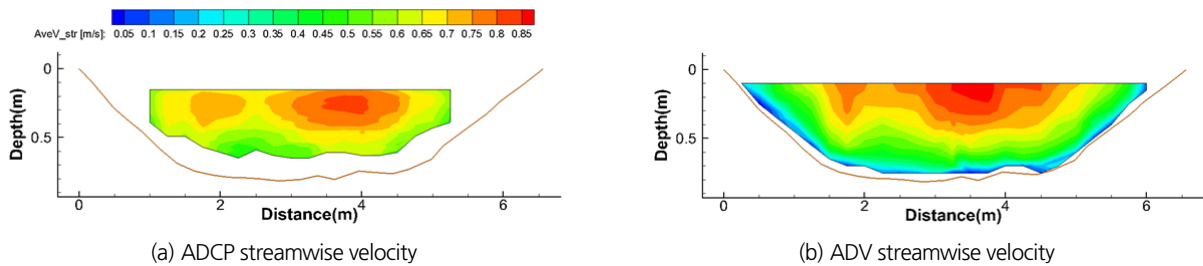 AveV_str [m/s]: 0.05 0.1 0.15 0.2 0.25 0.3 0.35 0.4 0.45 0.5 0.55 0.6 0.65 0.7 0.75 0.8 0.85
0
0.5
Depth(m)
0 2 4 6
Distance(m)
(a) ADCP streamwise velocity
0
0.5
Depth(m)
0 2 4 6
Distance(m)
(b) ADV streamwise velocity